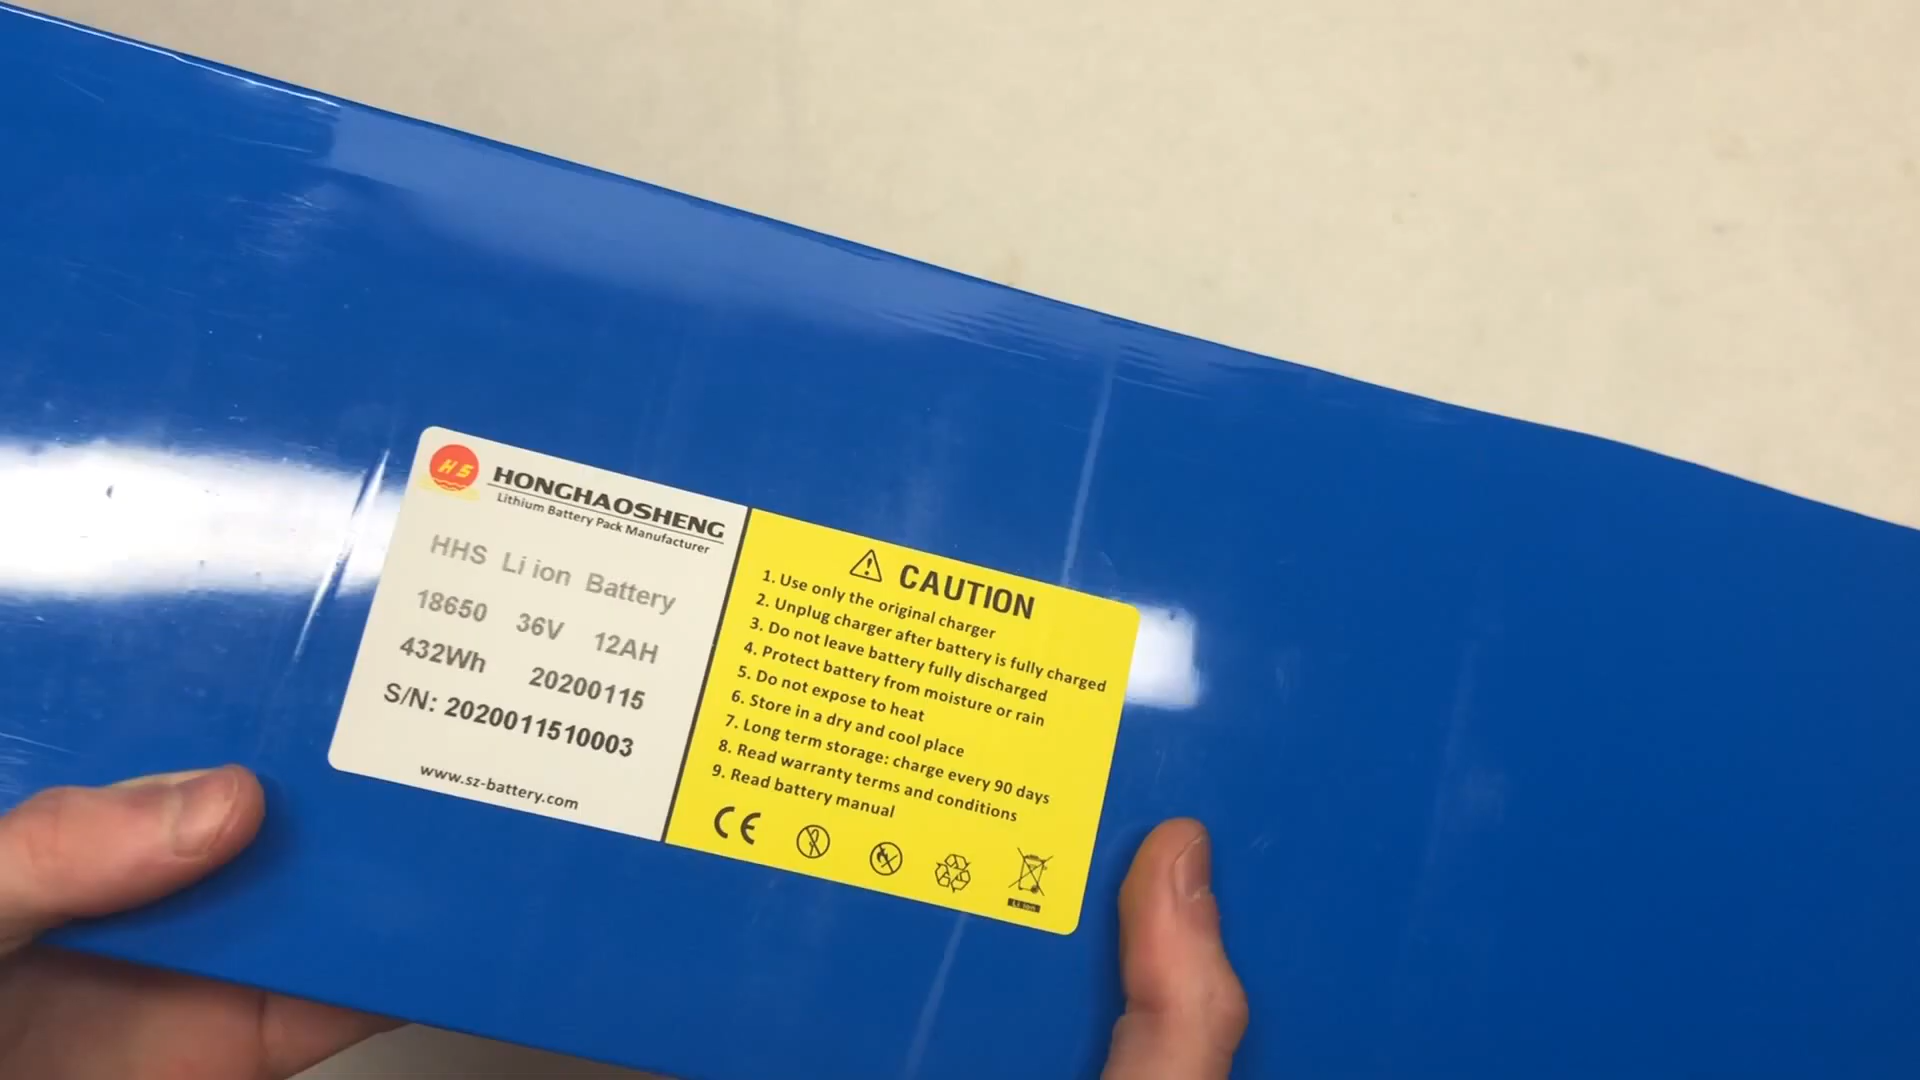 HS
HONGHAOSHENG
Lithium Battery Pack Manufacturer
HHS Li ion Battery
18650 36V 12AH
432Wh 20200115
S/N: 2020011510003
www.sz-battery.com
CAUTION
1. Use only the original charger
2. Unplug charger after battery is fully charged
3. Do not leave battery fully discharged
4. Protect battery from moisture or rain
5. Do not expose to heat
6. Store in a dry and cool place
7. Long term storage: charge every 90 days
8. Read warranty terms and conditions
9. Read battery manual
CE
Li ion